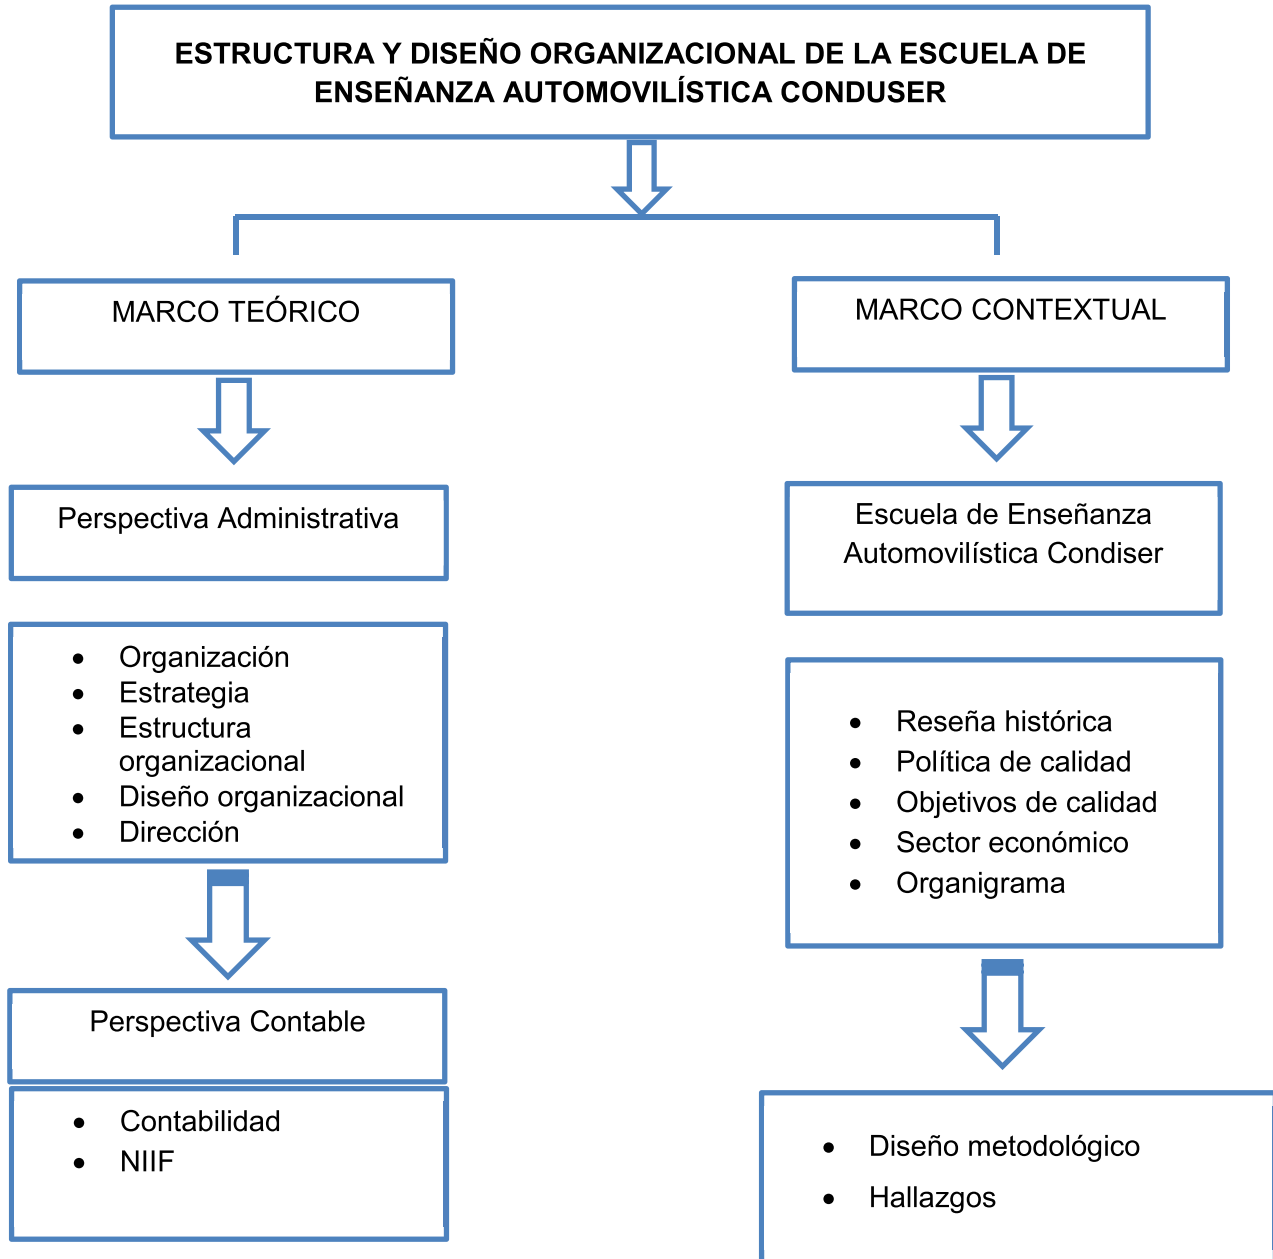 ESTRUCTURA Y DISEÑO ORGANIZACIONAL DE LA ESCUELA DE
ENSEÑANZA AUTOMOVILÍSTICA CONDUSER
MARCO TEÓRICO
Perspectiva Administrativa
• Organización
• Estrategia
• Estructura
organizacional
• Diseño organizacional
• Dirección
Perspectiva Contable
• Contabilidad
• NIIF
MARCO CONTEXTUAL
Escuela de Enseñanza
Automovilística Condiser
• Reseña histórica
• Política de calidad
• Objetivos de calidad
• Sector económico
• Organigrama
• Diseño metodológico
• Hallazgos